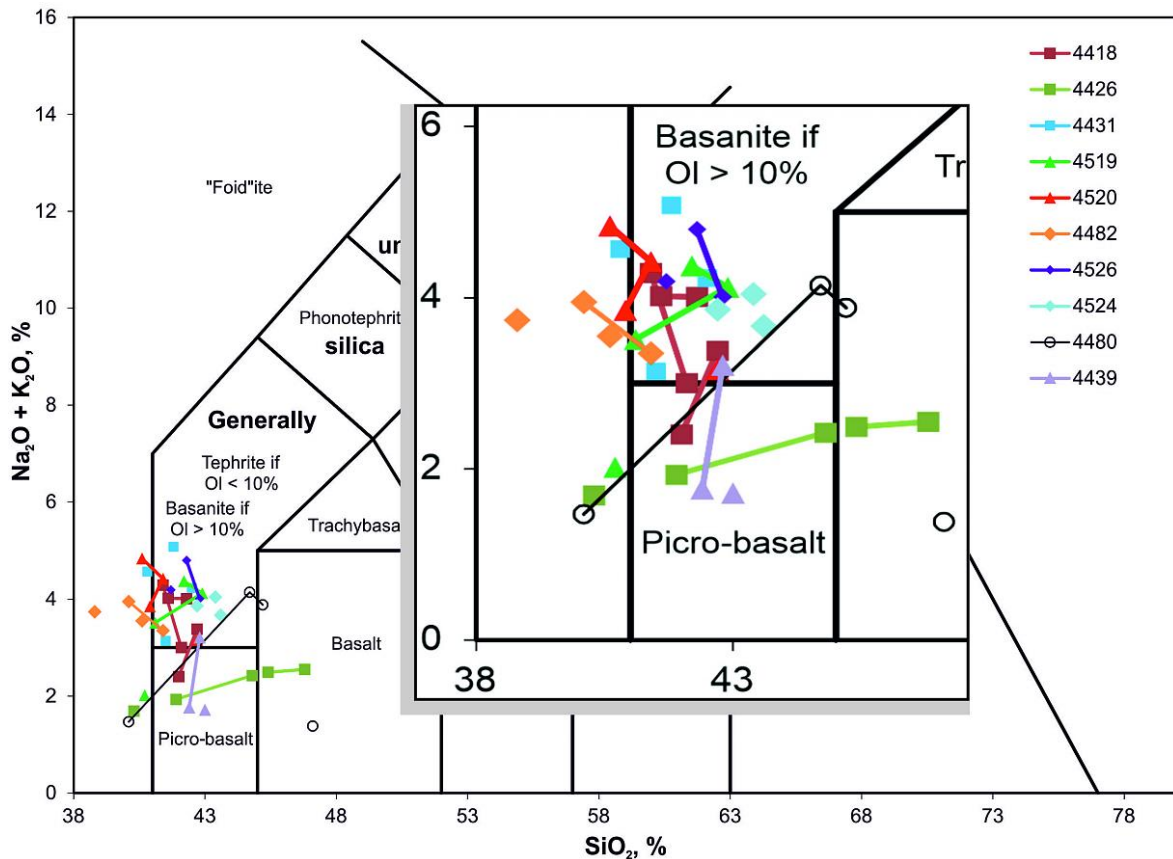 16
14
12
10
8
6
4
2
0
Na₂O + K₂O, %
38
43
48
53
58
63
68
73
78
SiO₂, %
"Foid"ite
un
Phonotephrit
silica
Generally
Tephrite if
Ol < 10%
Basanite if
Ol > 10%
Trachybasa
Basalt
Picro-basalt
6
4
2
0
38
43
Basanite if
Ol > 10%
Tr
Picro-basalt
4418
4426
4431
4519
4520
4482
4526
4524
4480
4439